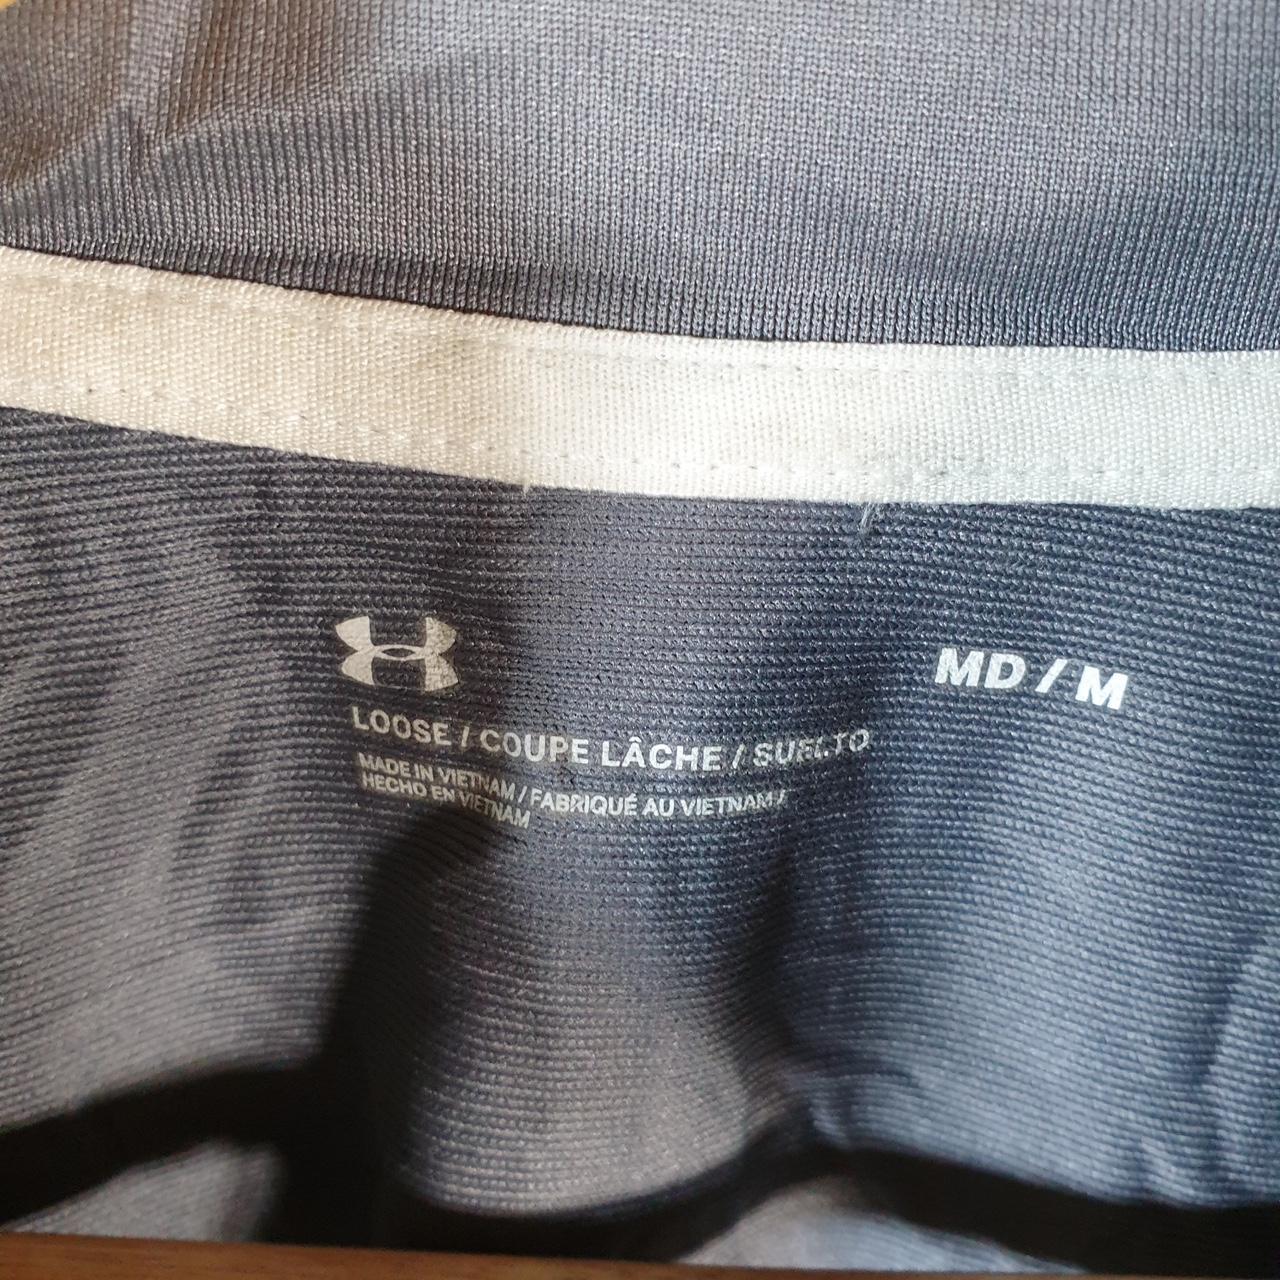 MD / M
LOOSE / COUPE LÂCHE / SUELTO
MADE IN VIETNAM / FABRIQUÉ AU VIETNAM /
HECHO EN VIETNAM